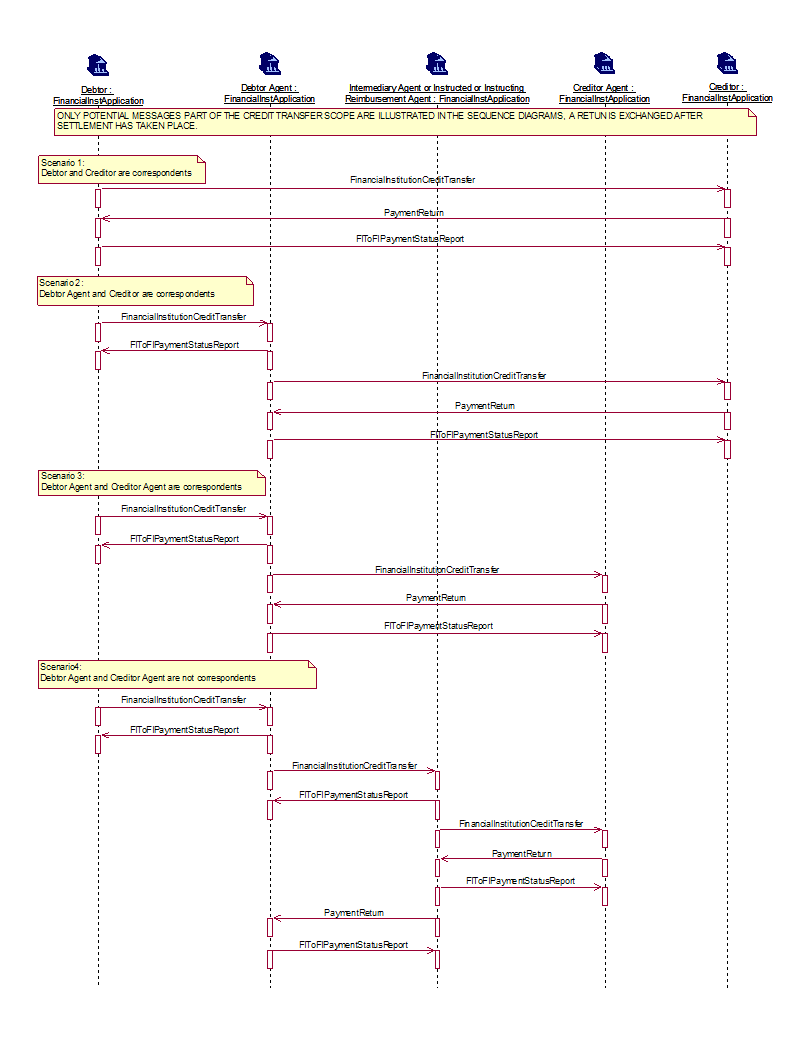 Debtor :
FinancialInstApplication
Debtor Agent :
FinancialInstApplication
Intermediary Agent or Instructed or Instructing
Reimbursement Agent : FinancialInstApplication
Creditor Agent :
FinancialInstApplication
Creditor :
FinancialInstApplication
ONLY POTENTIAL MESSAGES PART OF THE CREDIT TRANSFER SCOPE ARE ILLUSTRATED IN THE SEQUENCE DIAGRAMS, A RETUN IS EXCHANGED AFTER
SETTLEMENT HAS TAKEN PLACE.
Scenario 1:
Debtor and Creditor are correspondents
FinancialInstitutionCreditTransfer
PaymentReturn
FIToFIPaymentStatusReport
Scenario 2:
Debtor Agent and Creditor are correspondents
FinancialInstitutionCreditTransfer
FIToFIPaymentStatusReport
FinancialInstitutionCreditTransfer
PaymentReturn
FIToFIPaymentStatusReport
Scenario 3:
Debtor Agent and Creditor Agent are correspondents
FinancialInstitutionCreditTransfer
FIToFIPaymentStatusReport
FinancialInstitutionCreditTransfer
PaymentReturn
FIToFIPaymentStatusReport
Scenario4:
Debtor Agent and Creditor Agent are not correspondents
FinancialInstitutionCreditTransfer
FIToFIPaymentStatusReport
FinancialInstitutionCreditTransfer
FIToFIPaymentStatusReport
FinancialInstitutionCreditTransfer
PaymentReturn
FIToFIPaymentStatusReport
PaymentReturn
FIToFIPaymentStatusReport